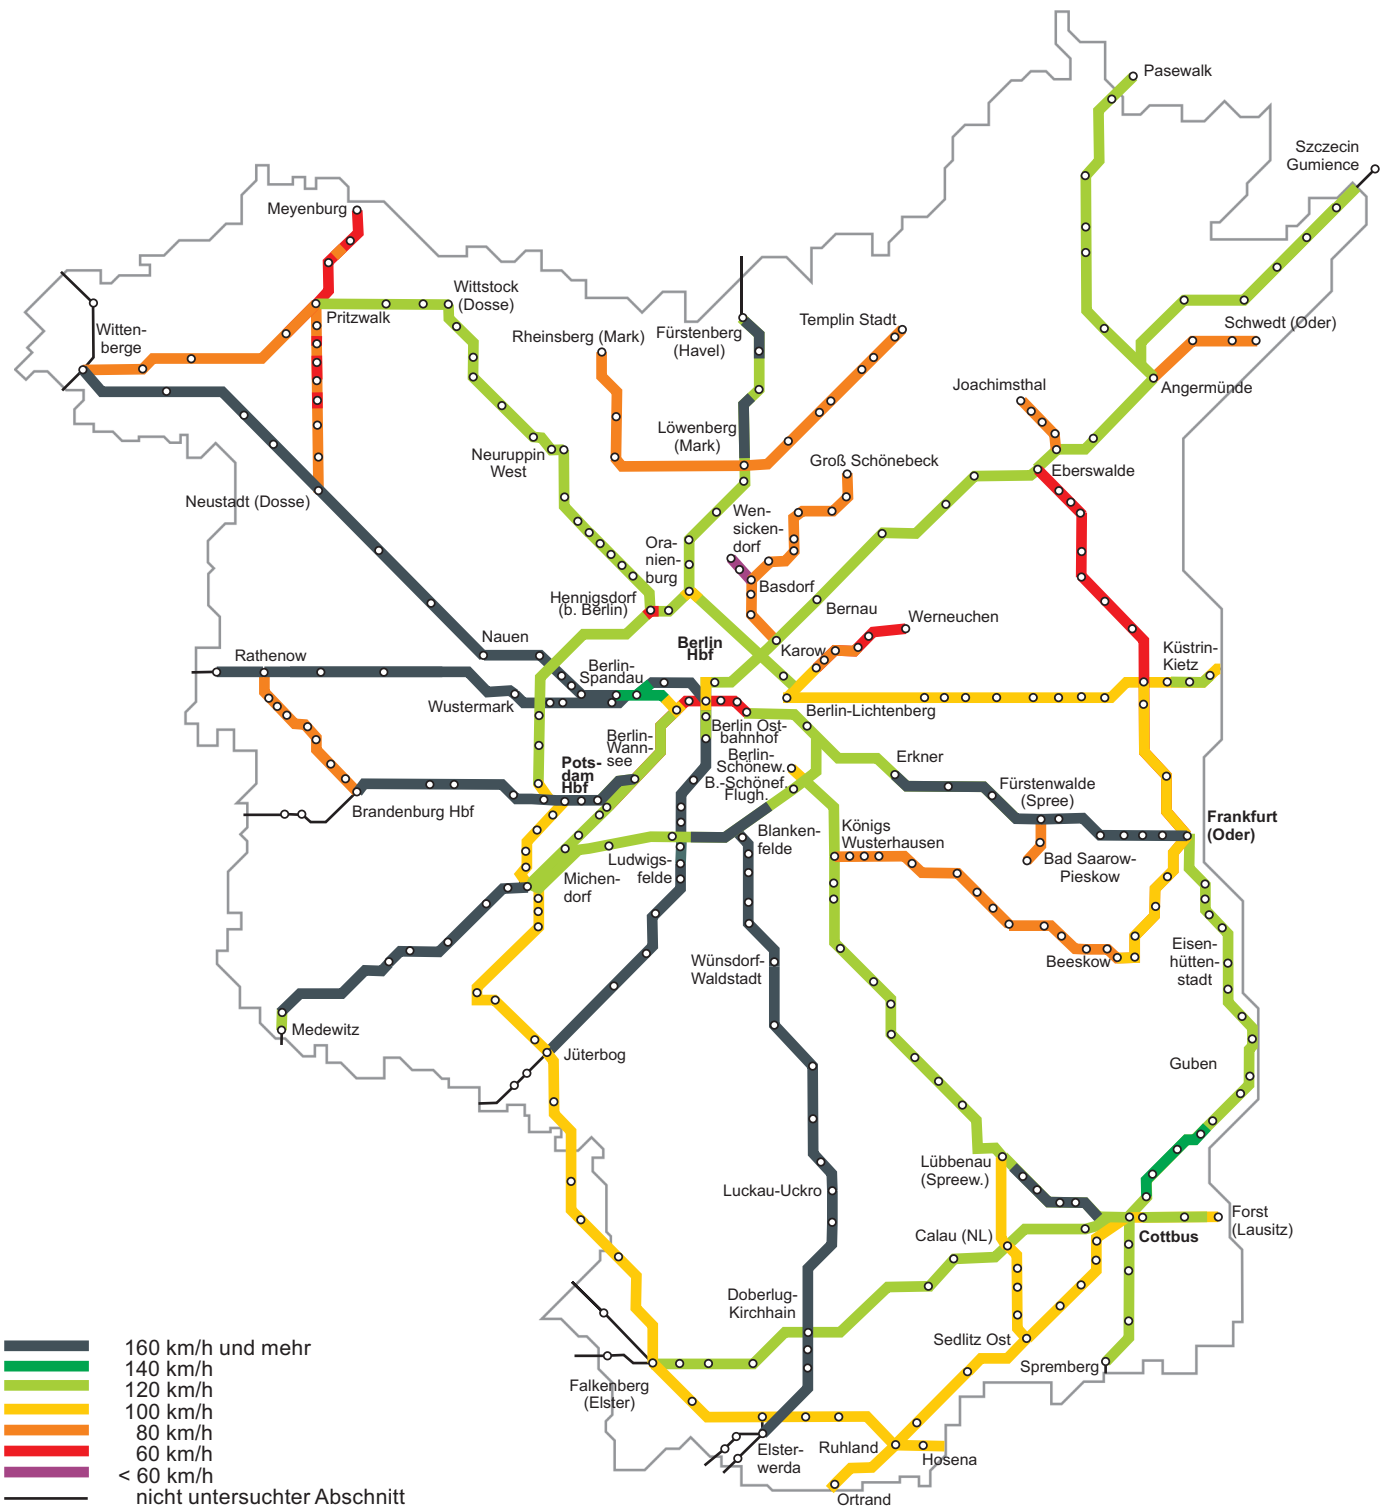 Pasewalk
Szczecin
Gumience
Meyenburg
Wittstock
(Dosse)
Pritzwalk
Witten-
berge
Rheinsberg (Mark)
Fürstenberg
(Havel)
Templin Stadt
Schwedt (Oder)
Angermünde
Joachimsthal
Löwenberg
(Mark)
Neuruppin
West
Groß Schönebeck
Eberswalde
Neustadt (Dosse)
Wen-
sicken-
dorf
Ora-
nien-
burg
Basdorf
Hennigsdorf
(b. Berlin)
Bernau
Werneuchen
Nauen
Berlin
Hbf
Karow
Küstrin-
Kietz
Rathenow
Berlin-
Spandau
Wustermark
Berlin-Lichtenberg
Berlin Ost-
bahnhof
Berlin-
Wann-
see
Berlin-
Schönew.
B.-Schönef.
Flugh.
Erkner
Potsdam
Hbf
Fürstenwalde
(Spree)
Brandenburg Hbf
Frankfurt
(Oder)
Blanken-
felde
Königs
Wusterhausen
Ludwigs-
felde
Bad Saarow-
Pieskow
Michen-
dorf
Eisen-
hütten-
stadt
Wünsdorf-
Waldstadt
Beeskow
Medewitz
Jüterbog
Guben
Lübbenau
(Spreew.)
Luckau-Uckro
Forst
(Lausitz)
Calau (NL)
Cottbus
Doberlug-
Kirchhain
Sedlitz Ost
Spremberg
Falkenberg
(Elster)
Elster-
werda
Ruhland
Hosena
Ortrand
160 km/h und mehr
140 km/h
120 km/h
100 km/h
80 km/h
60 km/h
< 60 km/h
nicht untersuchter Abschnitt